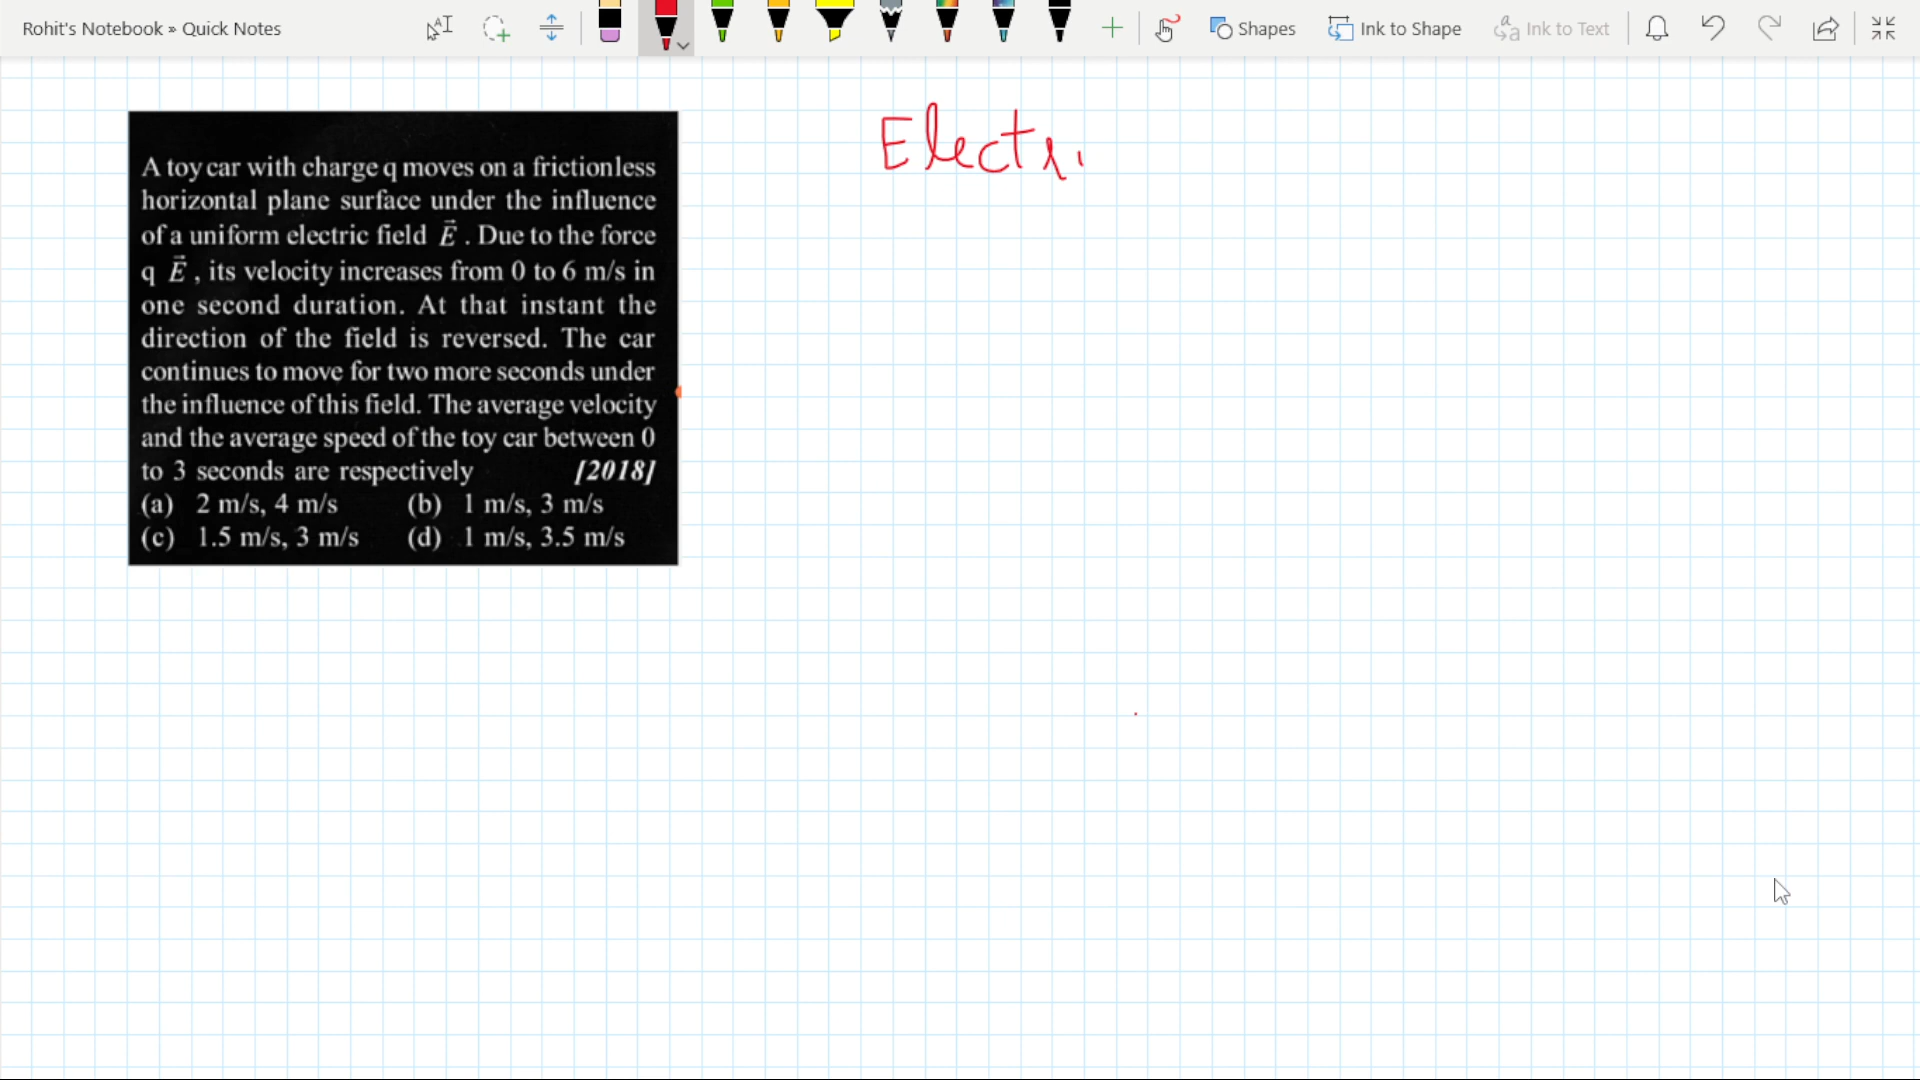 Rohit's Notebook » Quick Notes
Shapes
Ink to Shape
Ink to Text
Electri
A toy car with charge q moves on a frictionless
horizontal plane surface under the influence
of a uniform electric field E⃗ . Due to the force
q E⃗ , its velocity increases from 0 to 6 m/s in
one second duration. At that instant the
direction of the field is reversed. The car
continues to move for two more seconds under
the influence of this field. The average velocity
and the average speed of the toy car between 0
to 3 seconds are respectively [2018]
(a) 2 m/s, 4 m/s (b) 1 m/s, 3 m/s
(c) 1.5 m/s, 3 m/s (d) 1 m/s, 3.5 m/s